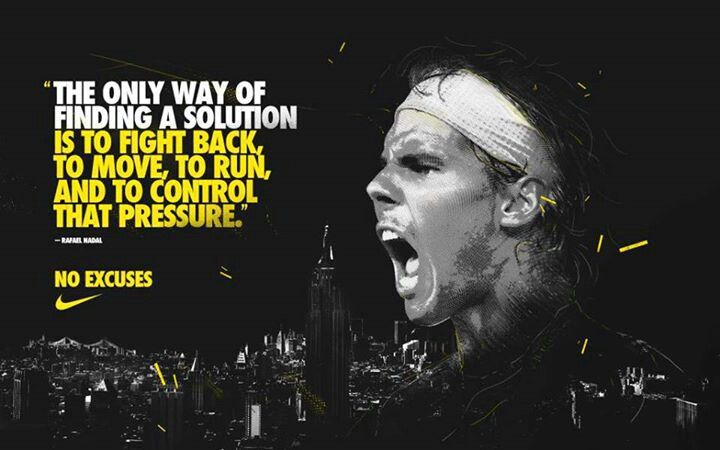 “THE ONLY WAY OF
FINDING A SOLUTION
IS TO FIGHT BACK,
TO MOVE, TO RUN,
AND TO CONTROL
THAT PRESSURE.”
— RAFAEL NADAL
NO EXCUSES